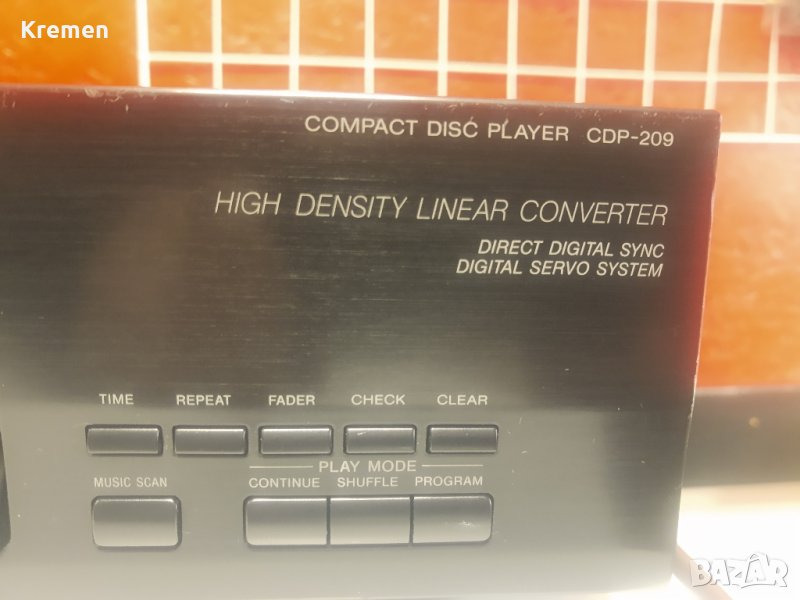 Kremen
COMPACT DISC PLAYER CDP-209
HIGH DENSITY LINEAR CONVERTER
DIRECT DIGITAL SYNC
DIGITAL SERVO SYSTEM
TIME REPEAT FADER CHECK CLEAR
PLAY MODE
MUSIC SCAN CONTINUE SHUFFLE PROGRAM
BAZAR